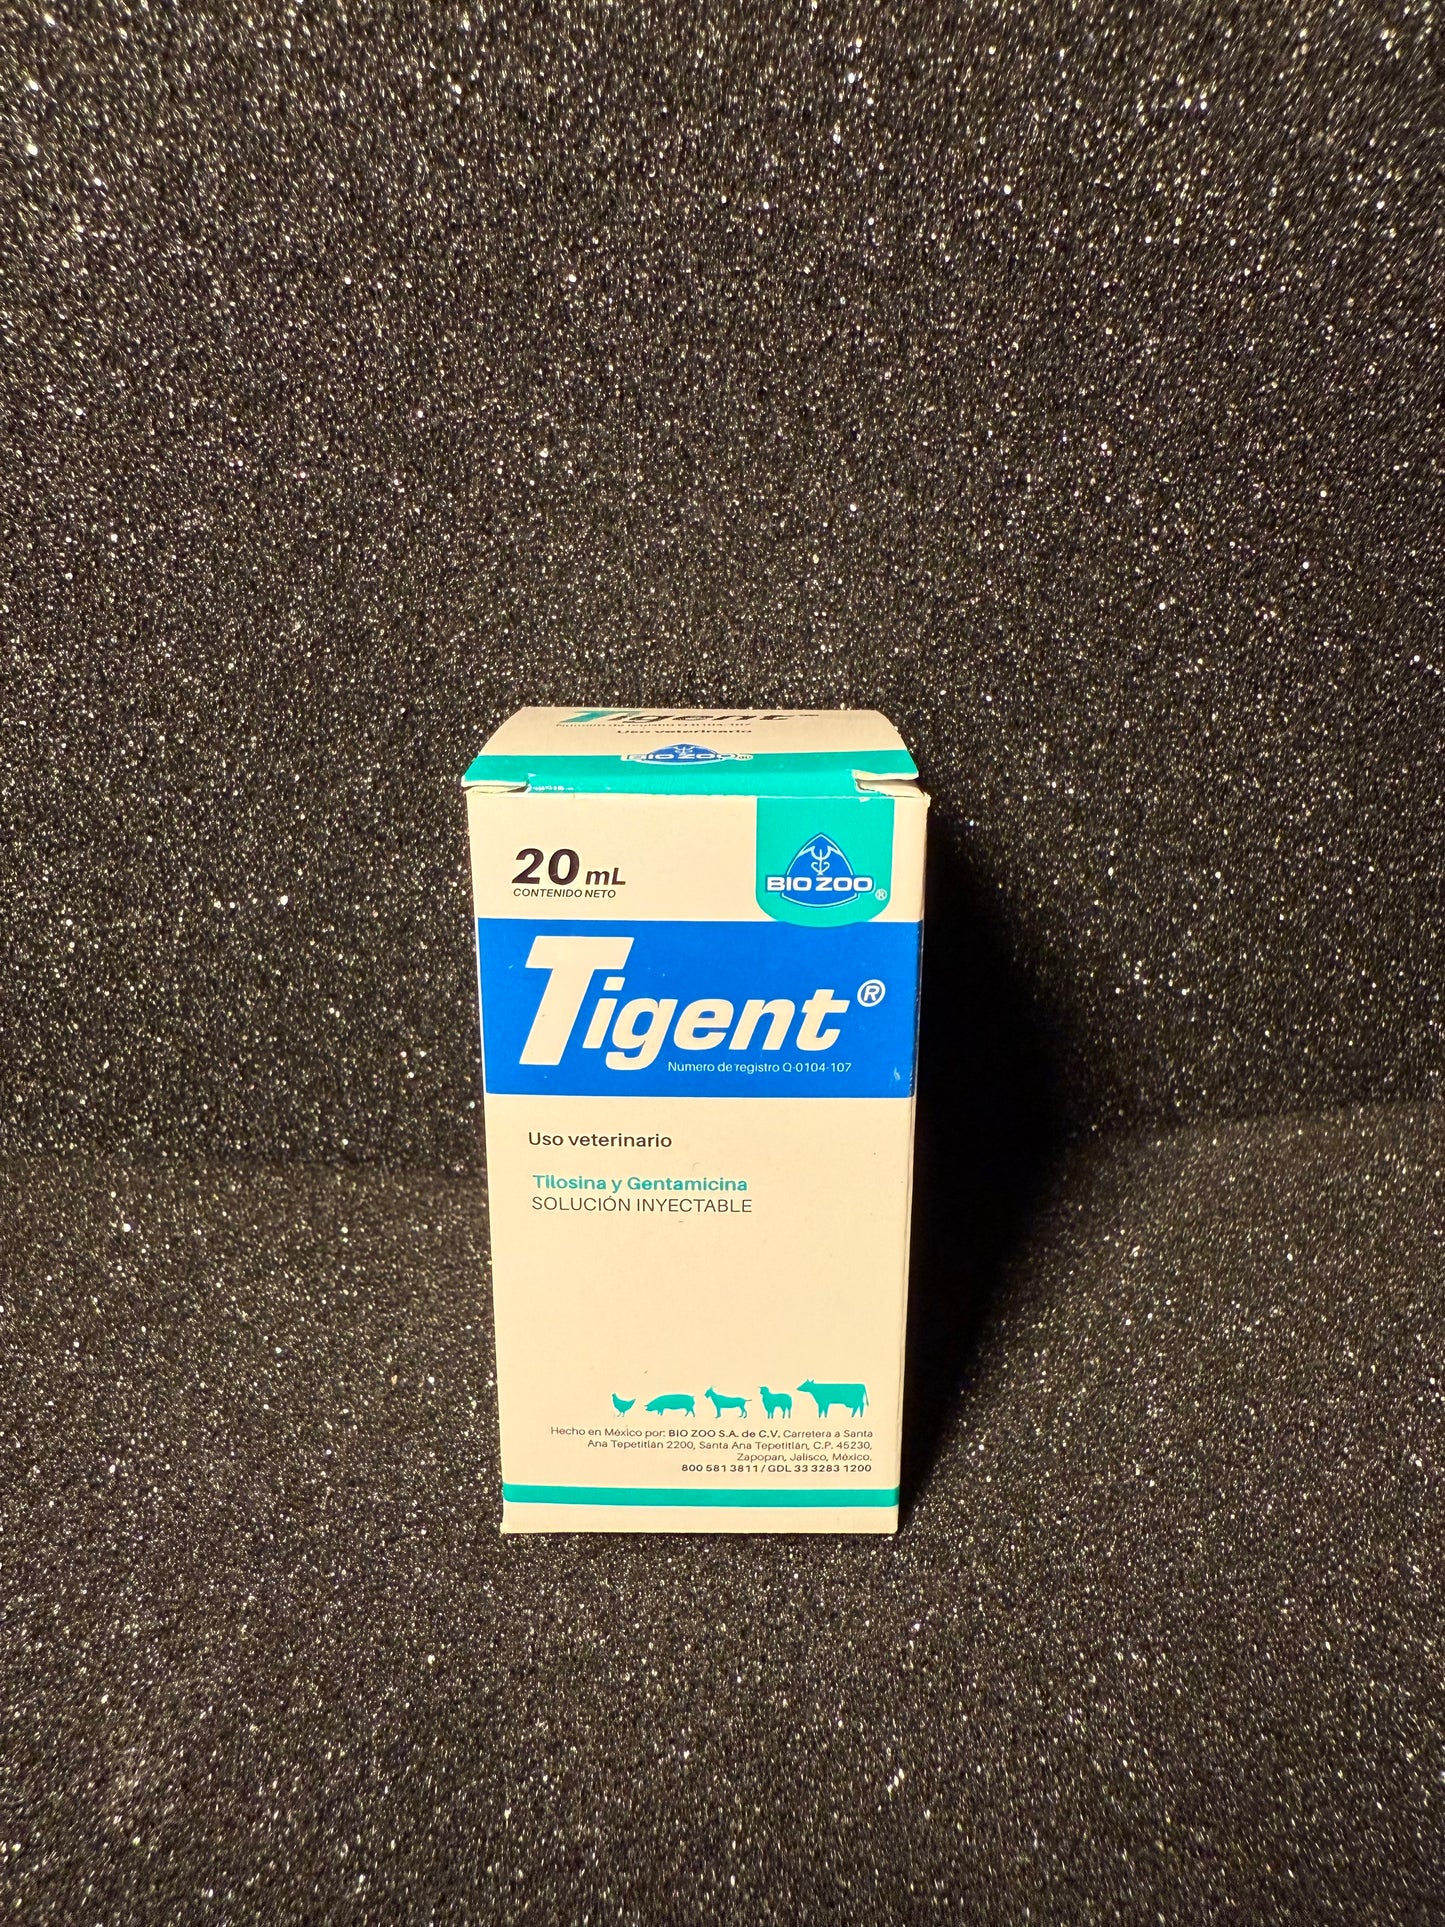 Tigent
Uso veterinario
BIO ZOO
20 mL
CONTENIDO NETO
BIO ZOO ®
Tigent®
Número de registro Q-0104-107
Uso veterinario
Tilosina y Gentamicina
SOLUCIÓN INYECTABLE
Hecho en México por: BIO ZOO S.A. de C.V. Carretera a Santa
Ana Tepetitlán 2200, Santa Ana Tepetitlán, C.P. 45230,
Zapopan, Jalisco, México.
800 581 3811 / GDL 33 3283 1200